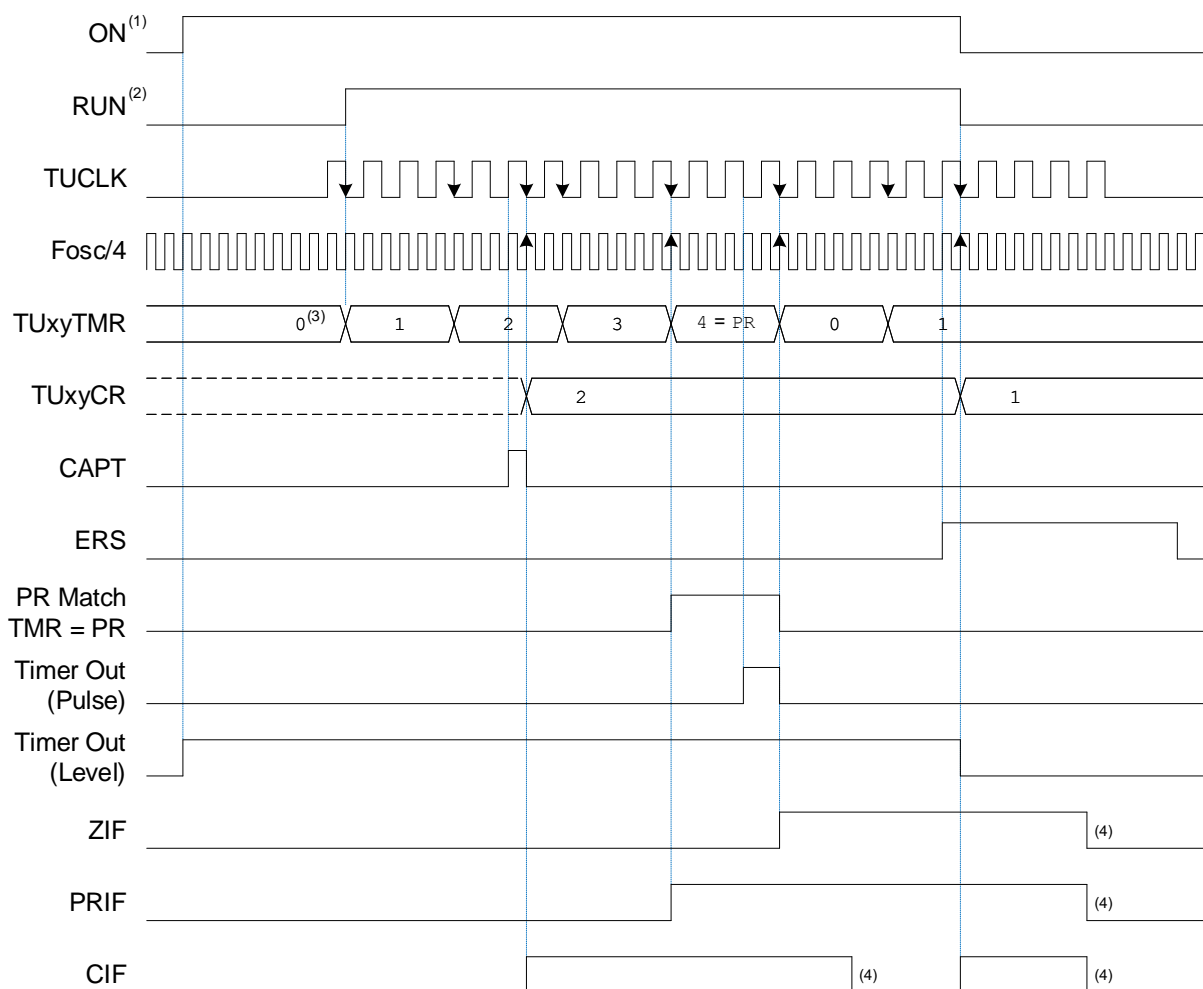 ON(1)
RUN(2)
TUCLK
Fosc/4
TUxyTMR 0(3) 1 2 3 4 = PR 0 1
TUxyCR 2 1
CAPT
ERS
PR Match
TMR = PR
Timer Out
(Pulse)
Timer Out
(Level)
ZIF (4)
PRIF (4)
CIF (4) (4)